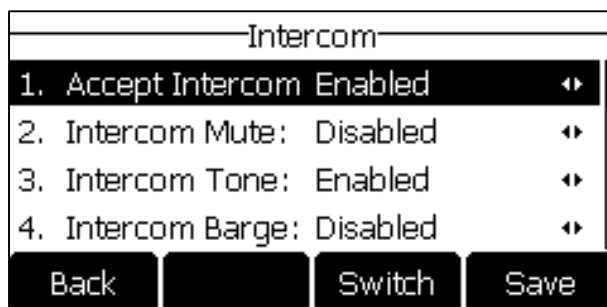 Intercom
1. Accept Intercom Enabled
2. Intercom Mute: Disabled
3. Intercom Tone: Enabled
4. Intercom Barge: Disabled
Back Switch Save